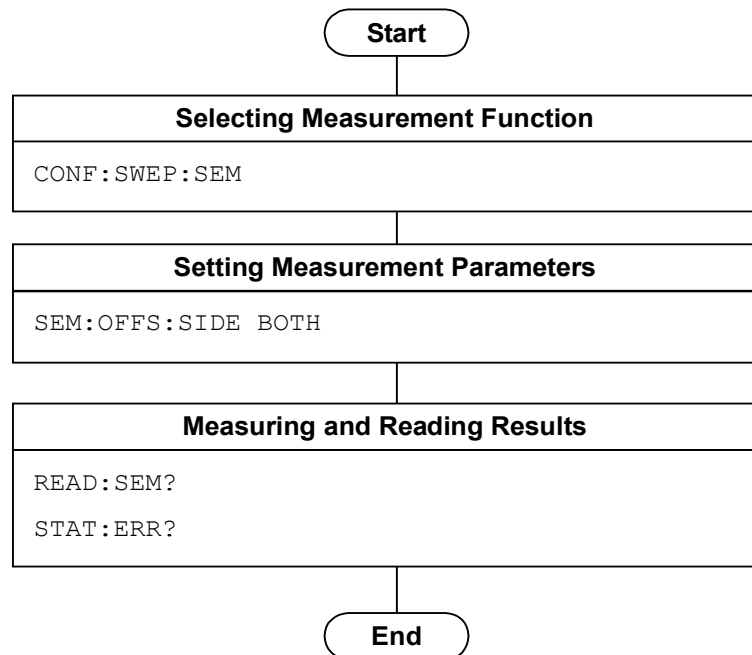 Start
Selecting Measurement Function
CONF:SWEP:SEM
Setting Measurement Parameters
SEM:OFFS:SIDE BOTH
Measuring and Reading Results
READ:SEM?
STAT:ERR?
End